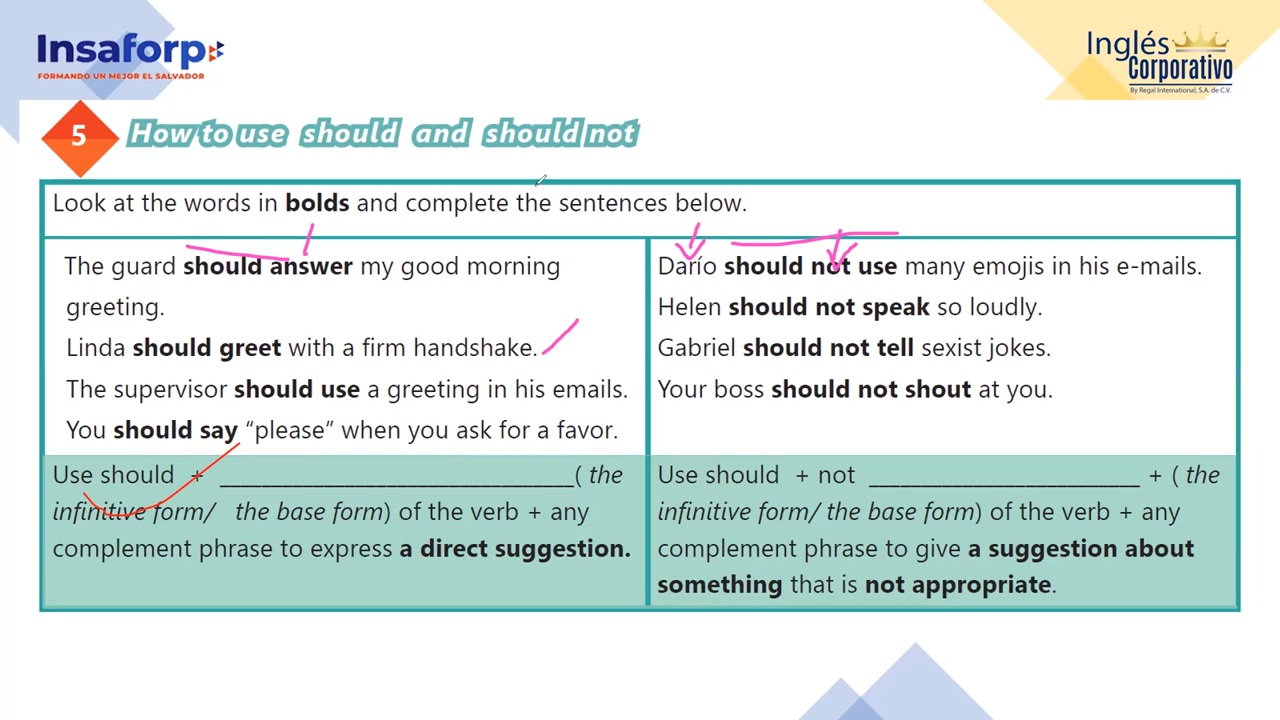 Insaforp
FORMANDO UN MEJOR EL SALVADOR
Inglés
Corporativo
By Regal International, S.A. de C.V.
5 How to use should and should not
Look at the words in bolds and complete the sentences below.
The guard should answer my good morning
greeting.
Linda should greet with a firm handshake.
The supervisor should use a greeting in his emails.
You should say “please” when you ask for a favor.
Darío should not use many emojis in his e-mails.
Helen should not speak so loudly.
Gabriel should not tell sexist jokes.
Your boss should not shout at you.
Use should + __________________________________( the
infinitive form/ the base form) of the verb + any
complement phrase to express a direct suggestion.
Use should + not __________________________ + ( the
infinitive form/ the base form) of the verb + any
complement phrase to give a suggestion about
something that is not appropriate.